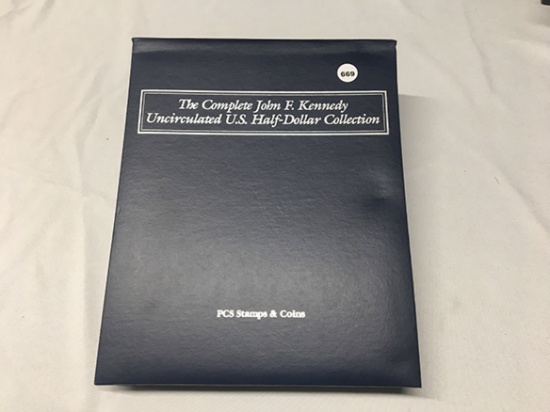 669
The Complete John F. Kennedy
Uncirculated U.S. Half-Dollar Collection
PCS Stamps & Coins